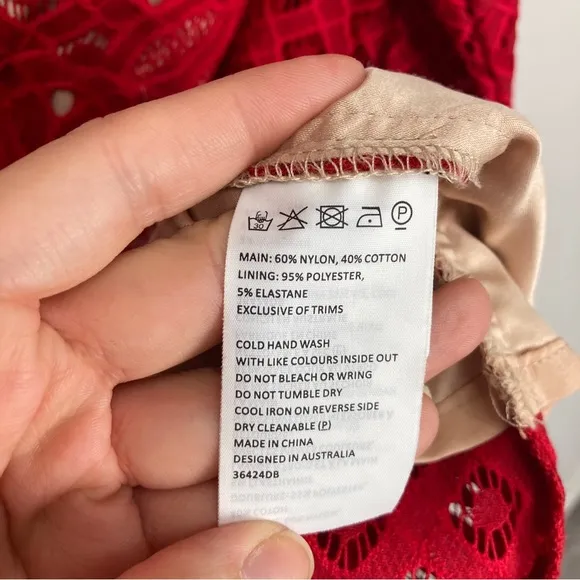 30 P
MAIN: 60% NYLON, 40% COTTON
LINING: 95% POLYESTER,
5% ELASTANE
EXCLUSIVE OF TRIMS
COLD HAND WASH
WITH LIKE COLOURS INSIDE OUT
DO NOT BLEACH OR WRING
DO NOT TUMBLE DRY
COOL IRON ON REVERSE SIDE
DRY CLEANABLE (P)
MADE IN CHINA
DESIGNED IN AUSTRALIA
36424DB